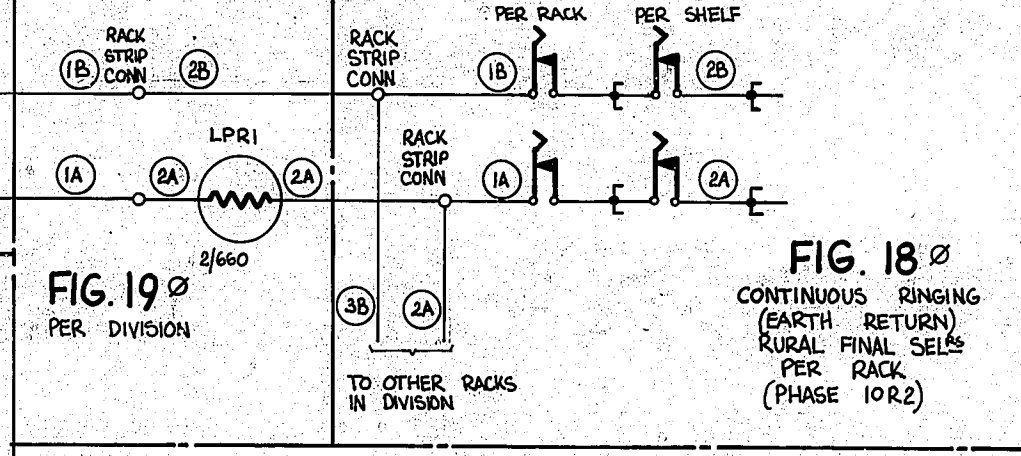 PER RACK
PER SHELF
RACK
STRIP
CONN
1B
2B
RACK
STRIP
CONN
1B
2B
LPR1
1A
2A
2A
2/660
RACK
STRIP
CONN
1A
2A
FIG. 19 ø
PER DIVISION
3B
2A
TO OTHER RACKS
IN DIVISION
FIG. 18 ø
CONTINUOUS RINGING
(EARTH RETURN)
RURAL FINAL SELRS
PER RACK
(PHASE 10R2)